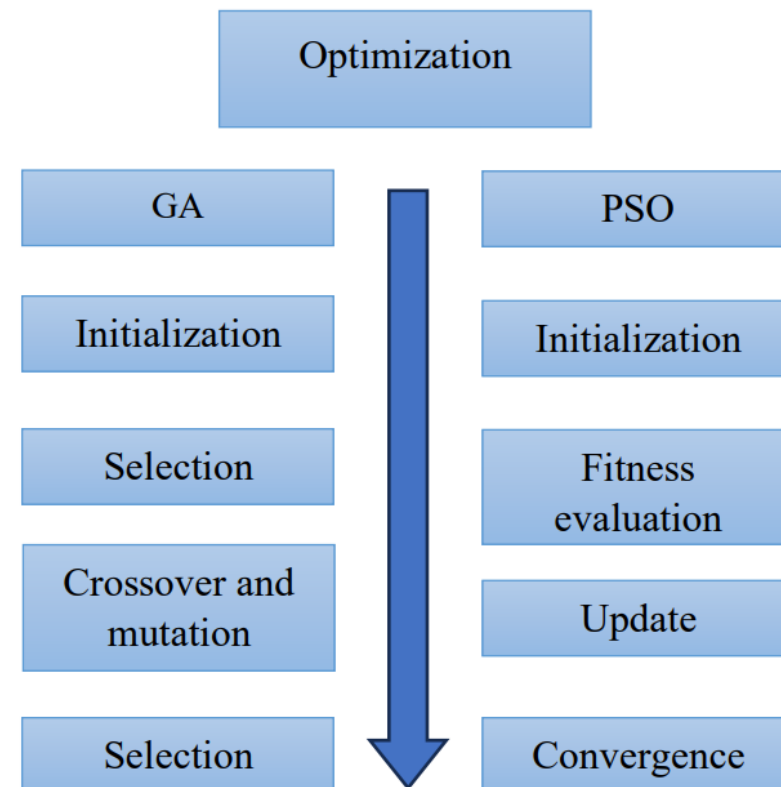 Optimization
GA
PSO
Initialization
Initialization
Selection
Fitness
evaluation
Crossover and
mutation
Update
Selection
Convergence